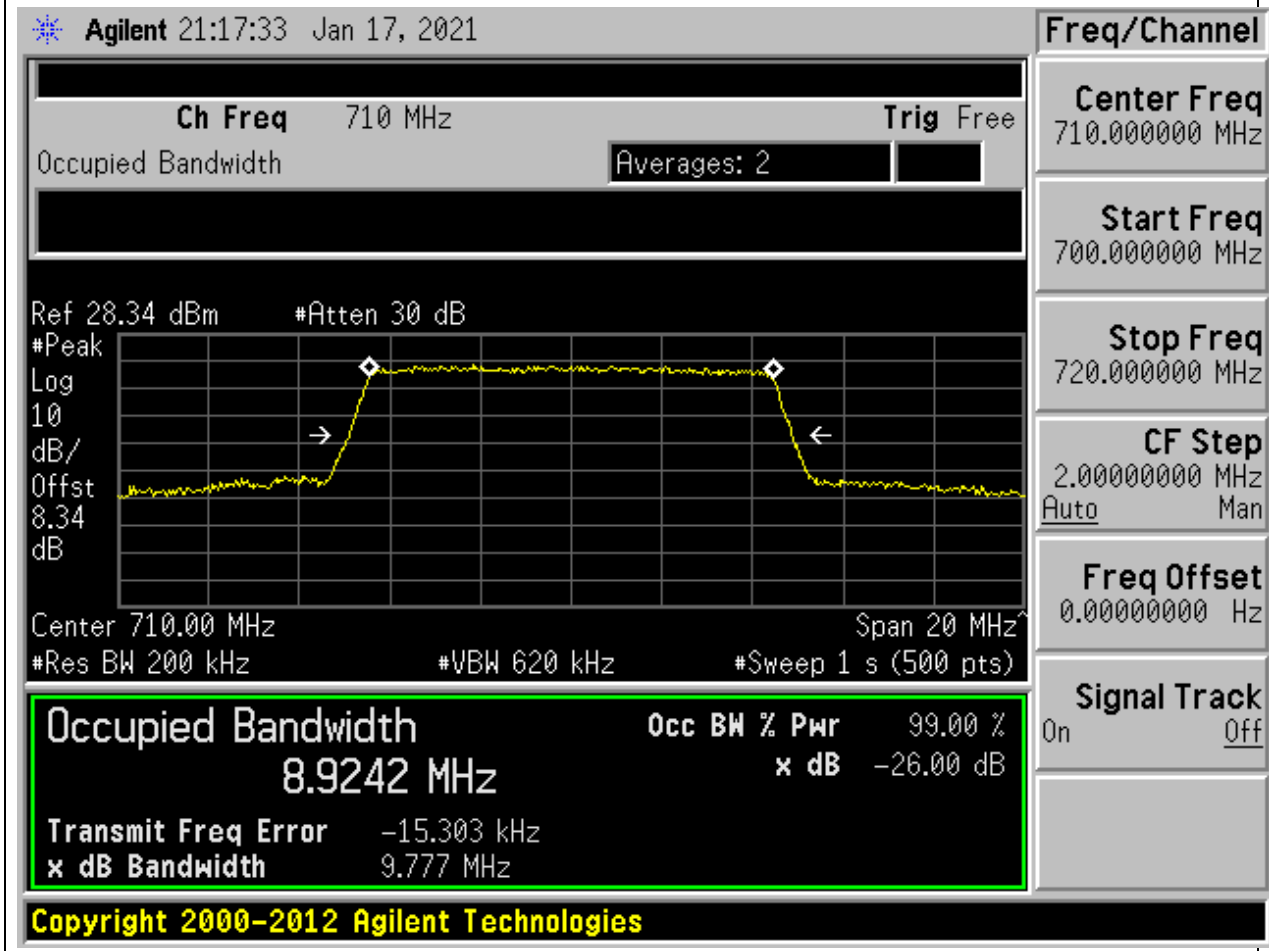 Agilent 21:17:33 Jan 17, 2021
Freq/Channel
Ch Freq 710 MHz Trig Free
Occupied Bandwidth Averages: 2
Ref 28.34 dBm #Atten 30 dB
#Peak
Log
10
dB/
Offst
8.34
dB
Center 710.00 MHz Span 20 MHz^
#Res BW 200 kHz #VBW 620 kHz #Sweep 1 s (500 pts)
Occupied Bandwidth Occ BW % Pwr 99.00 %
8.9242 MHz x dB -26.00 dB
Transmit Freq Error -15.303 kHz
x dB Bandwidth 9.777 MHz
Center Freq
710.000000 MHz
Start Freq
700.000000 MHz
Stop Freq
720.000000 MHz
CF Step
2.00000000 MHz
Auto Man
Freq Offset
0.00000000 Hz
Signal Track
On Off
Copyright 2000-2012 Agilent Technologies